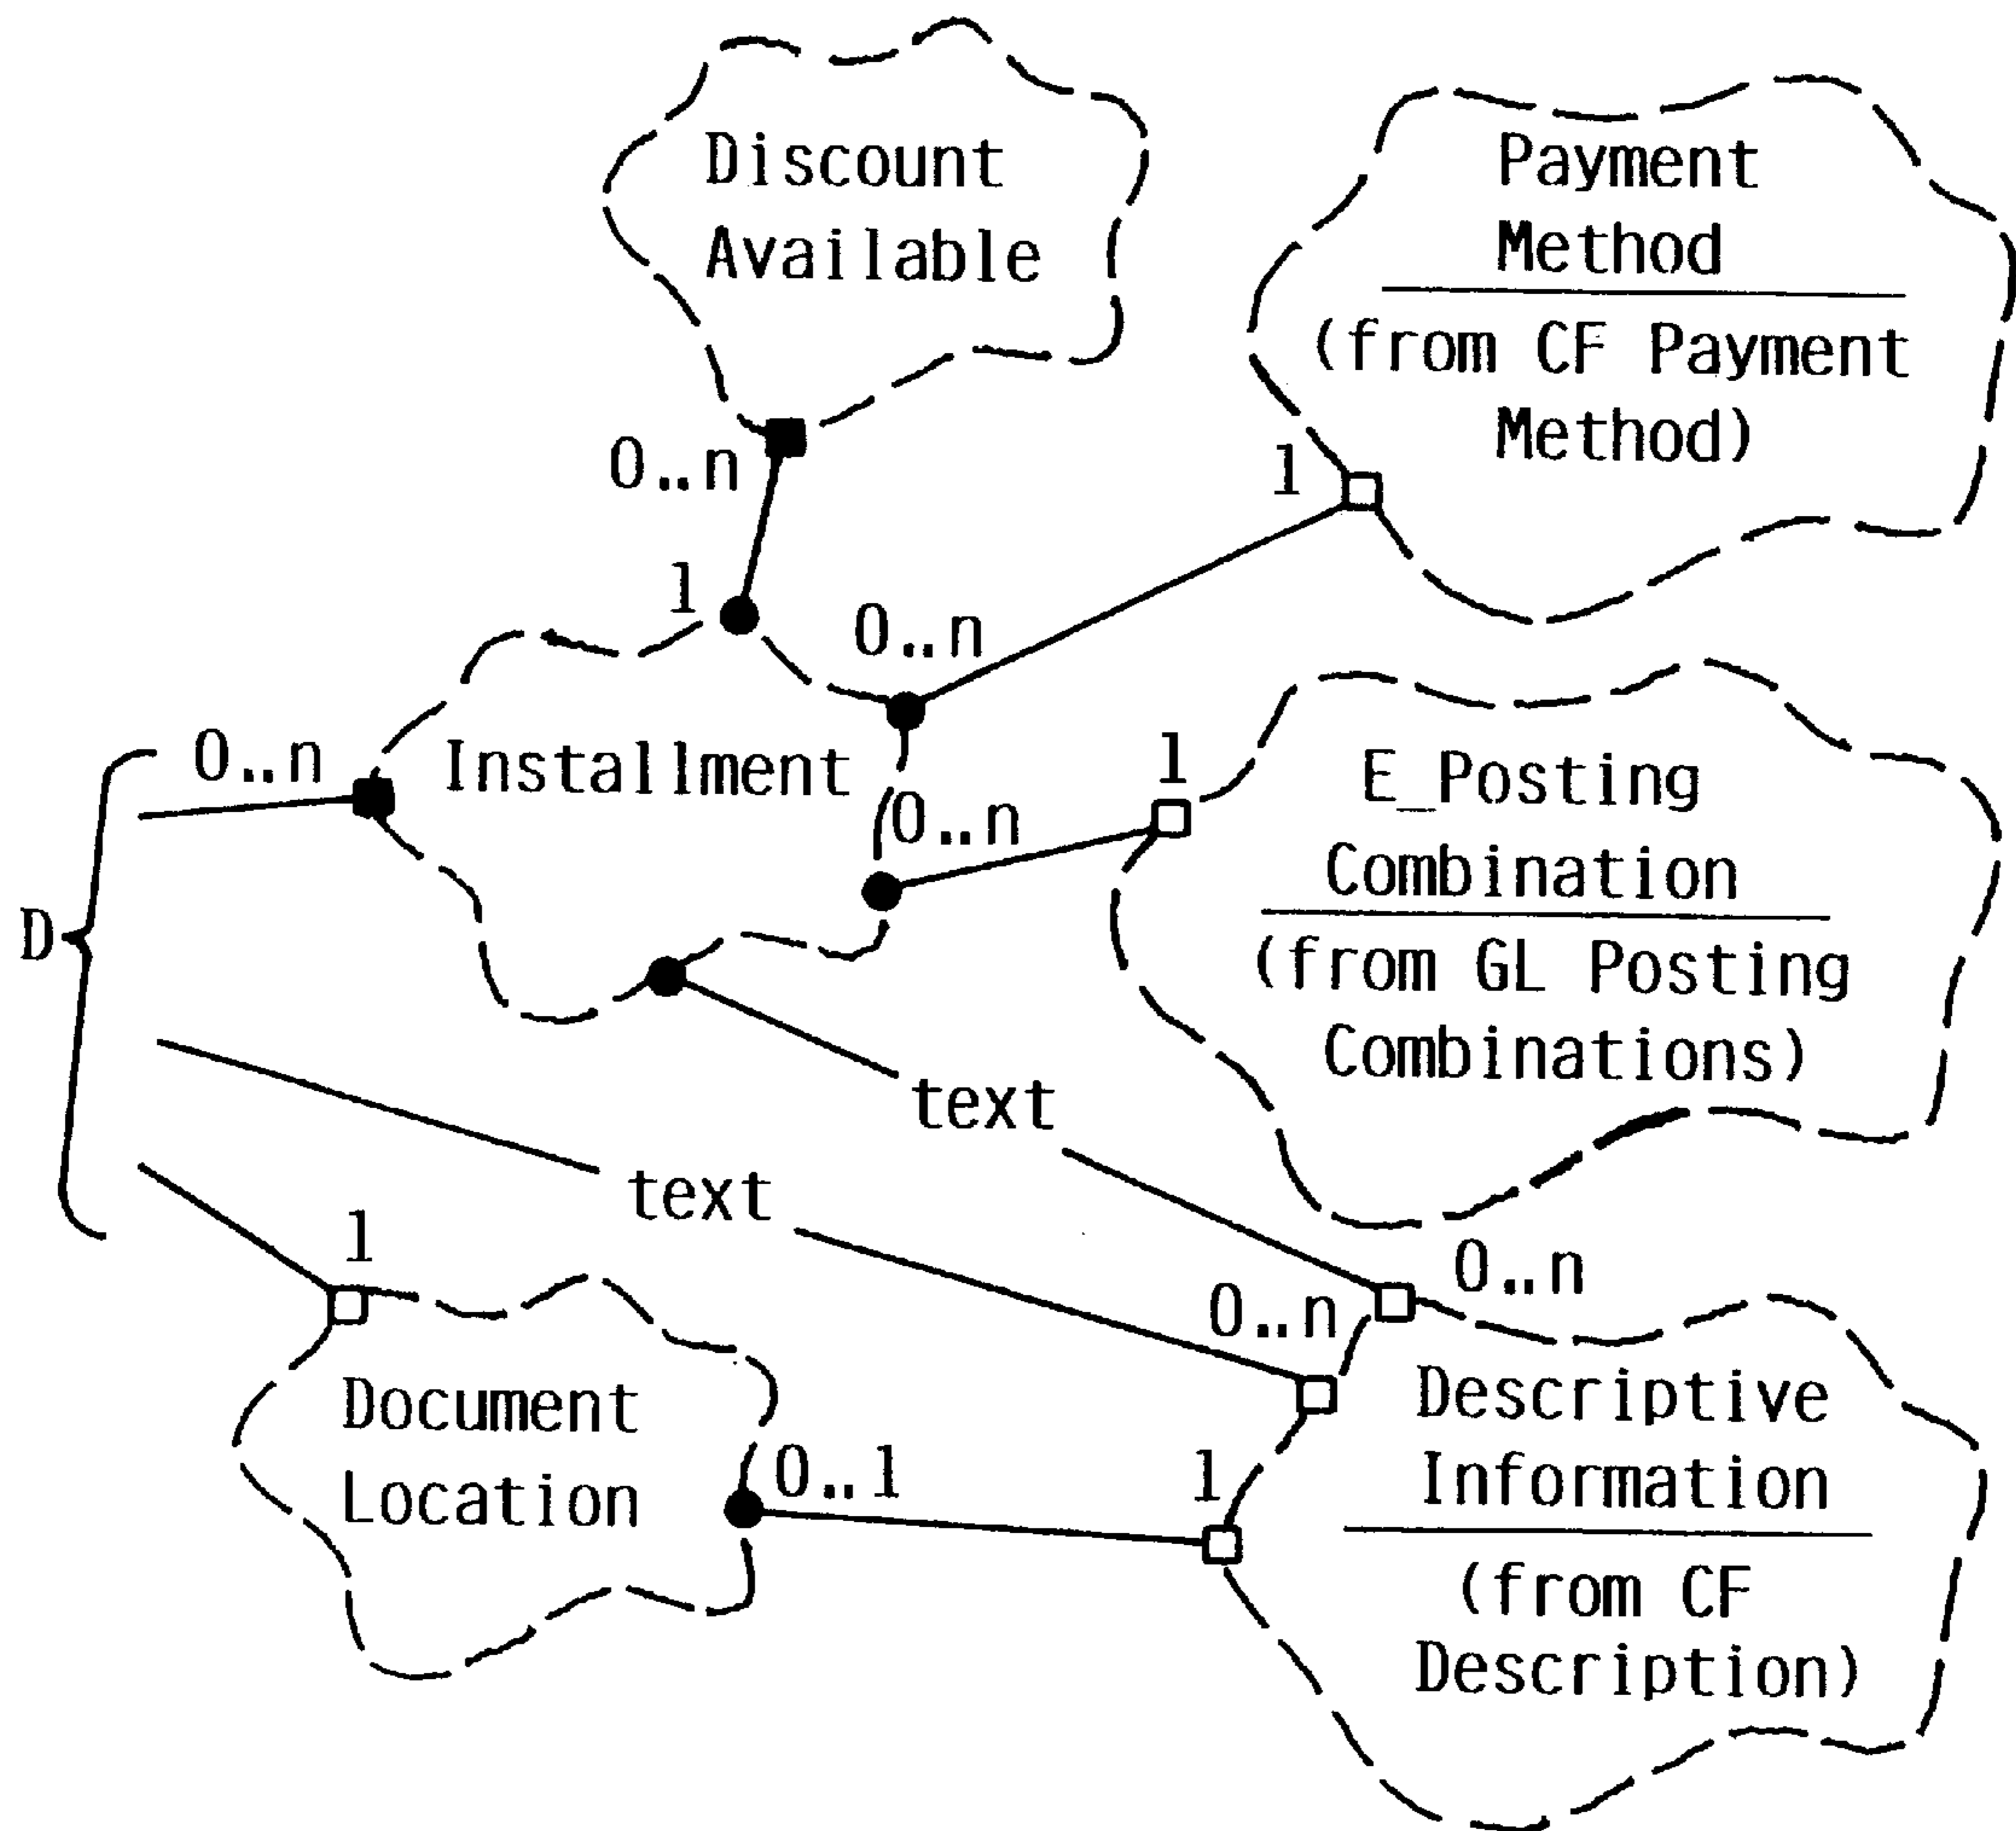 Discount
Available
Payment
Method
(from CF Payment
Method)
0..n
1
1
0..n
0..n
Installment
1
0..n
E_Posting
Combination
(from GL Posting
Combinations)
D
text
text
1
0..n
0..n
Document
Location
0..1
1
Descriptive
Information
(from CF
Description)